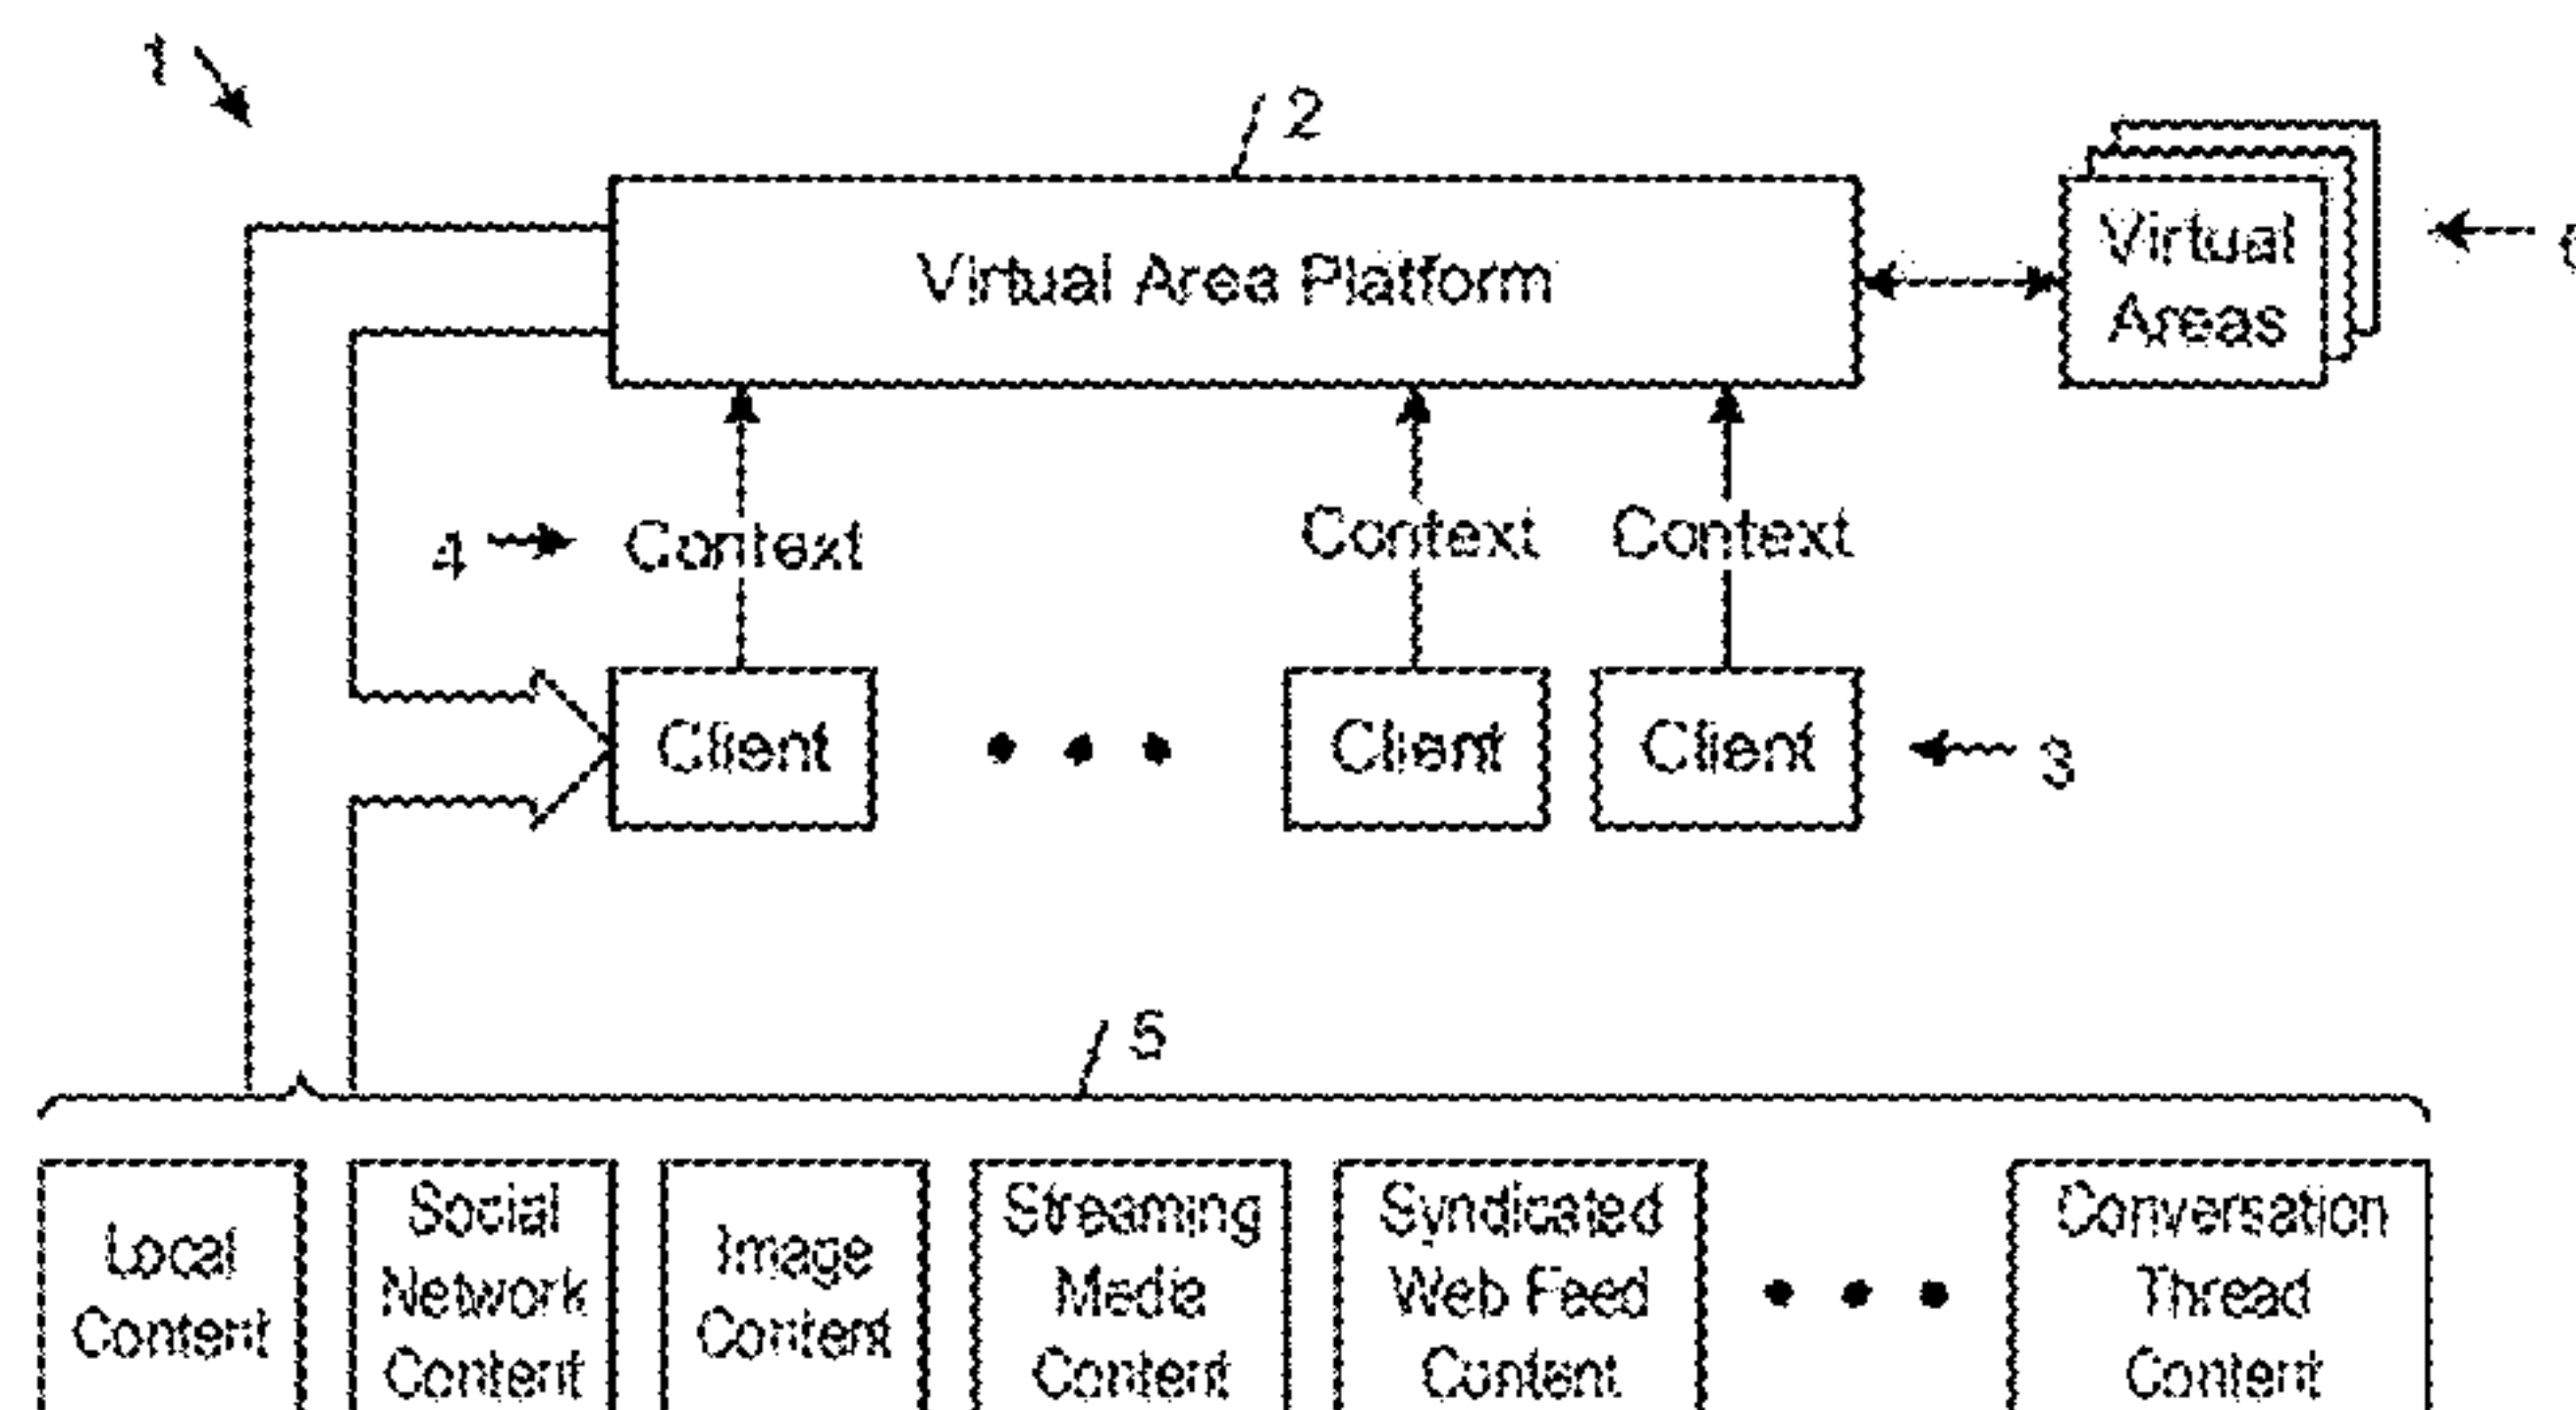 1
2
Virtual Area Platform
Virtual
Areas
4
Context
Context
Context
Client
Client
Client
3
5
Local
Content
Social
Network
Content
Image
Content
Streaming
Media
Content
Syndicated
Web Feed
Content
Conversation
Thread
Content